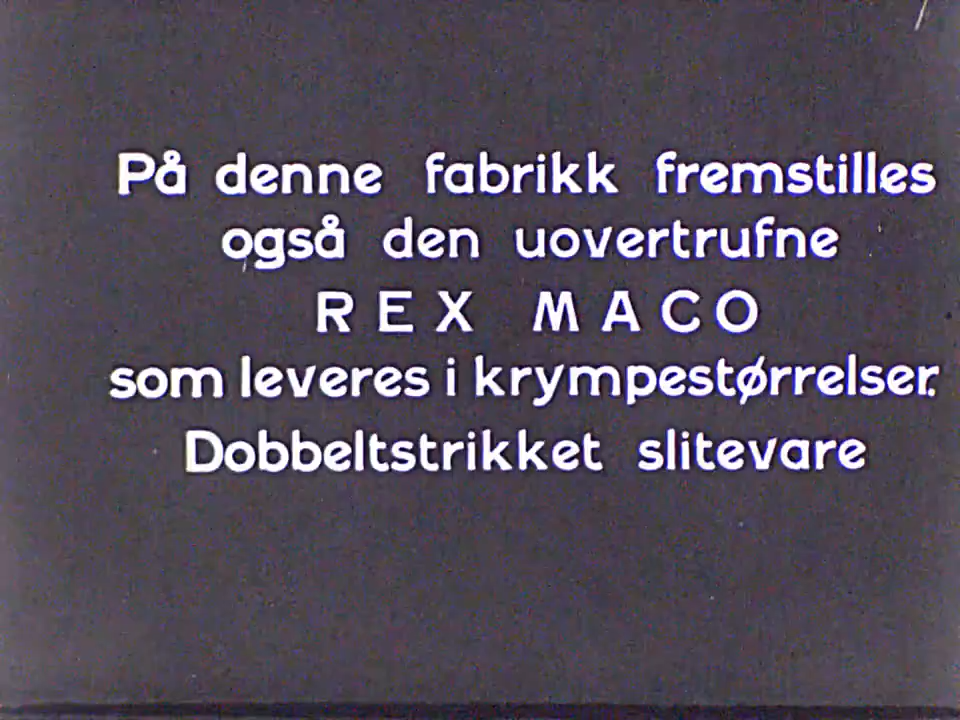 På denne fabrikk fremstilles
også den uovertrufne
REX MACO
som leveres i krympestørrelser.
Dobbeltstrikket slitevare